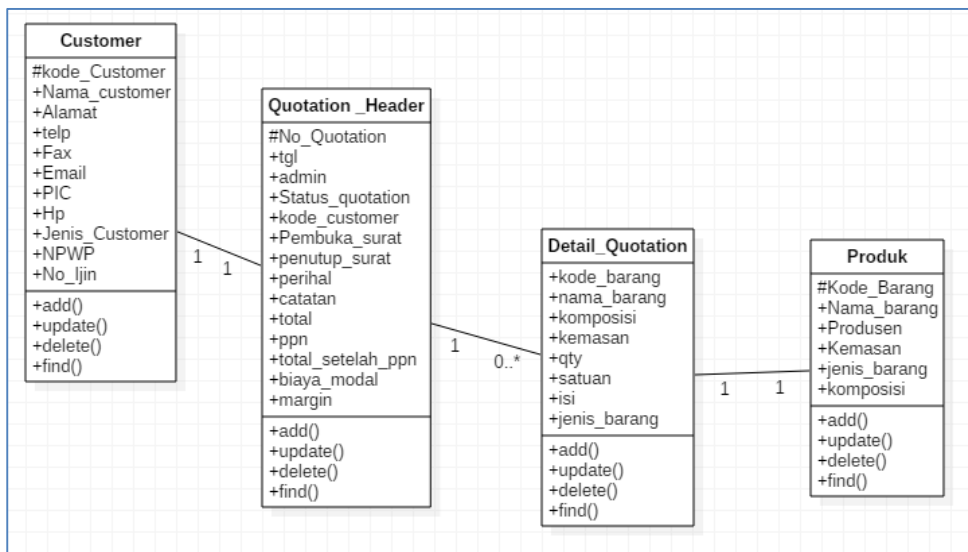 Customer
#kode_Customer
+Nama_customer
+Alamat
+telp
+Fax
+Email
+PIC
+Hp
+Jenis_Customer
+NPWP
+No_Ijin
+add()
+update()
+delete()
+find()
1
1
Quotation _Header
#No_Quotation
+tgl
+admin
+Status_quotation
+kode_customer
+Pembuka_surat
+penutup_surat
+perihal
+catatan
+total
+ppn
+total_setelah_ppn
+biaya_modal
+margin
+add()
+update()
+delete()
+find()
1
0..*
Detail_Quotation
+kode_barang
+nama_barang
+komposisi
+kemasan
+qty
+satuan
+isi
+jenis_barang
+add()
+update()
+delete()
+find()
1
1
Produk
#Kode_Barang
+Nama_barang
+Produsen
+Kemasan
+jenis_barang
+komposisi
+add()
+update()
+delete()
+find()